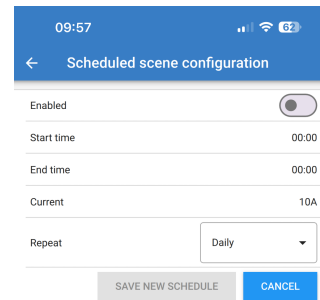 09:57
62
Scheduled scene configuration
Enabled
Start time 00:00
End time 00:00
Current 10A
Repeat Daily
SAVE NEW SCHEDULE CANCEL